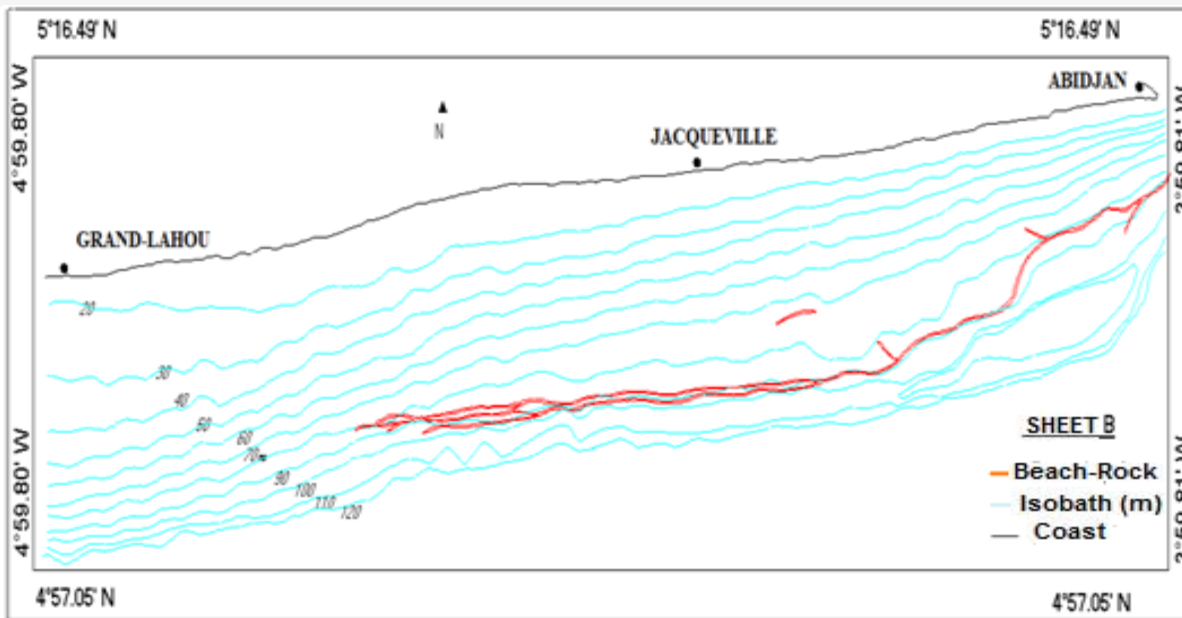 5°16.49' N
5°16.49' N
4°59.80' W
ABIDJAN
N
JACQUEVILLE
GRAND-LAHOU
20
30
40
50
60
70m
90
100
110
120
SHEET B
Beach-Rock
Isobath (m)
Coast
4°59.80' W
4°57.05' N
4°57.05' N